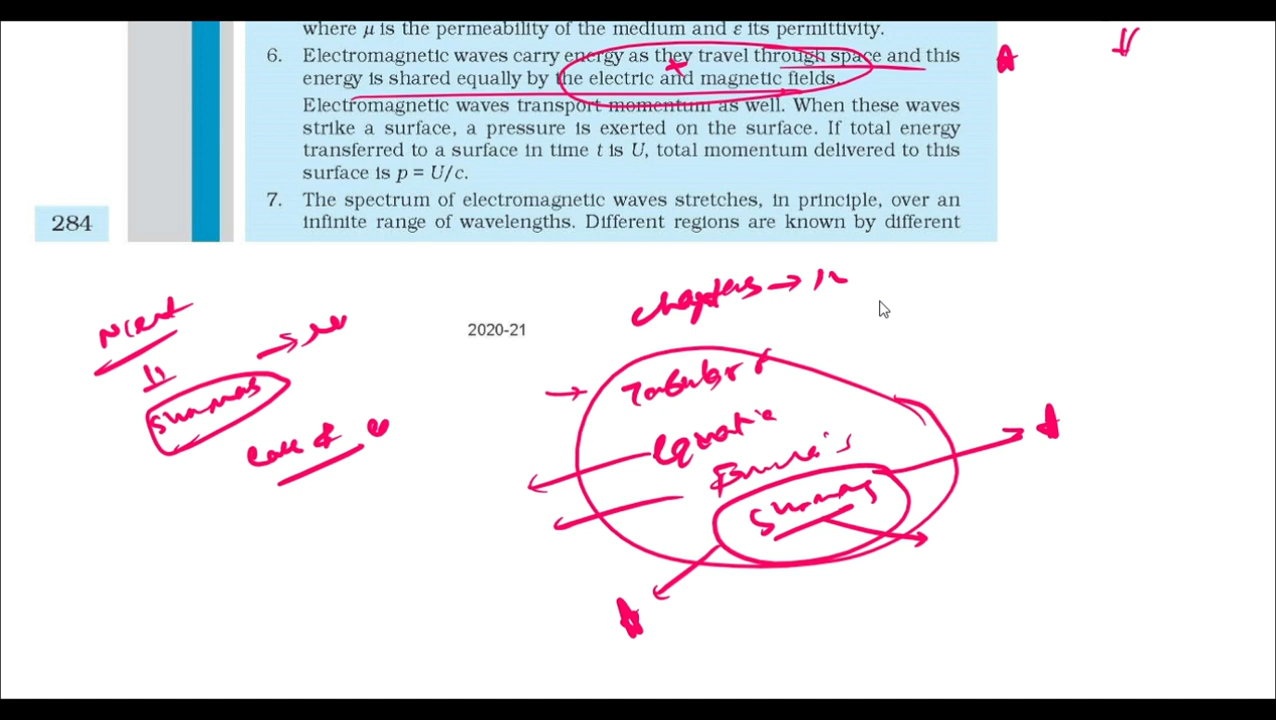 where μ is the permeability of the medium and ε its permittivity.
6. Electromagnetic waves carry energy as they travel through space and this
energy is shared equally by the electric and magnetic fields.
Electromagnetic waves transport momentum as well. When these waves
strike a surface, a pressure is exerted on the surface. If total energy
transferred to a surface in time t is U, total momentum delivered to this
surface is p = U/c.
7. The spectrum of electromagnetic waves stretches, in principle, over an
infinite range of wavelengths. Different regions are known by different
284
chapters →
2020-21
Ncert
Summary
Summary